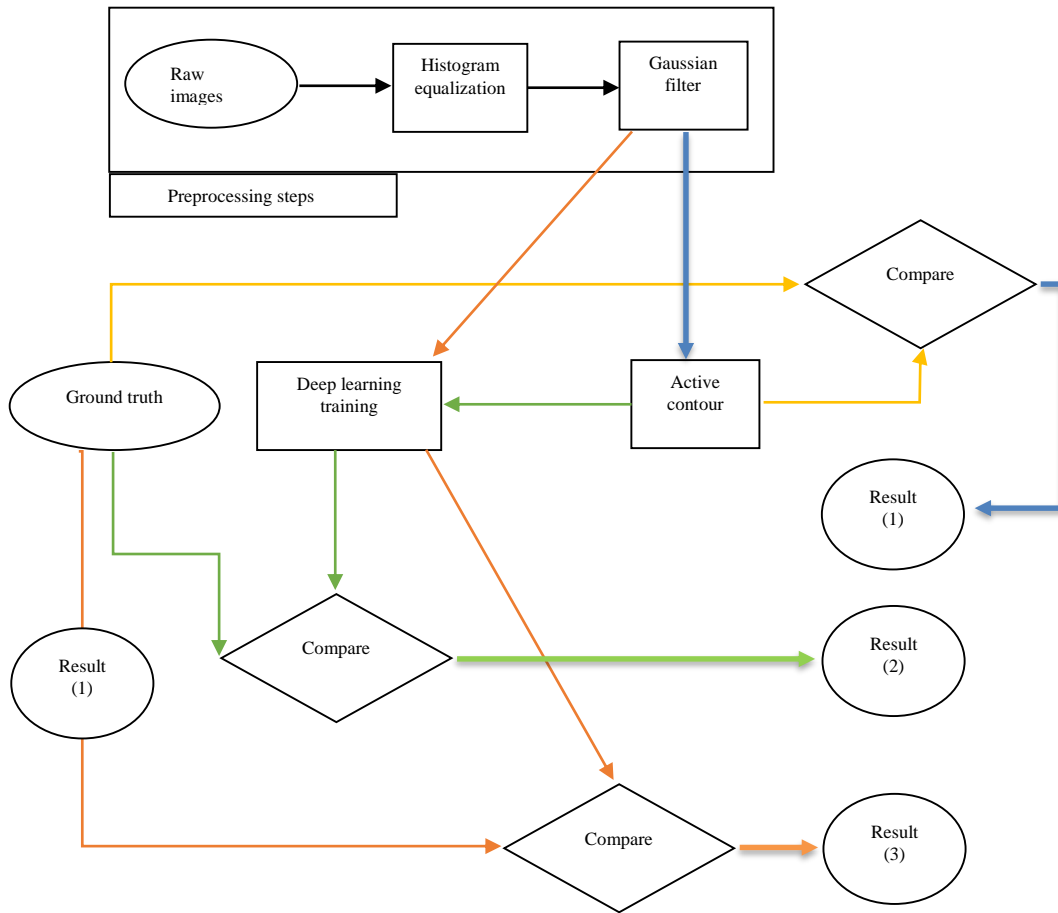 Raw
images
Histogram
equalization
Gaussian
filter
Preprocessing steps
Compare
Ground truth
Deep learning
training
Active
contour
Result
(1)
Compare
Result
(2)
Result
(1)
Compare
Result
(3)